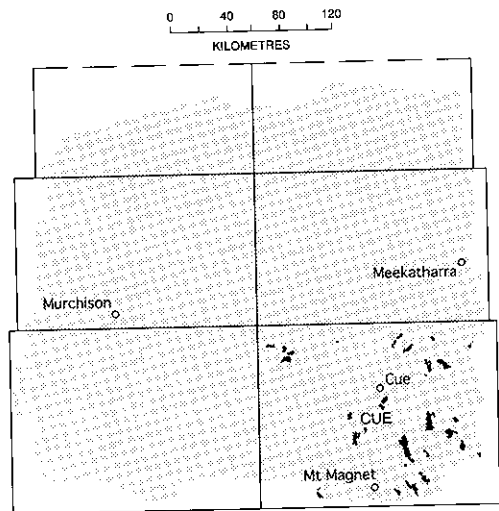 0 40 80 120
KILOMETRES
Meekatharra
Murchison
Cue
CUE
Mt Magnet